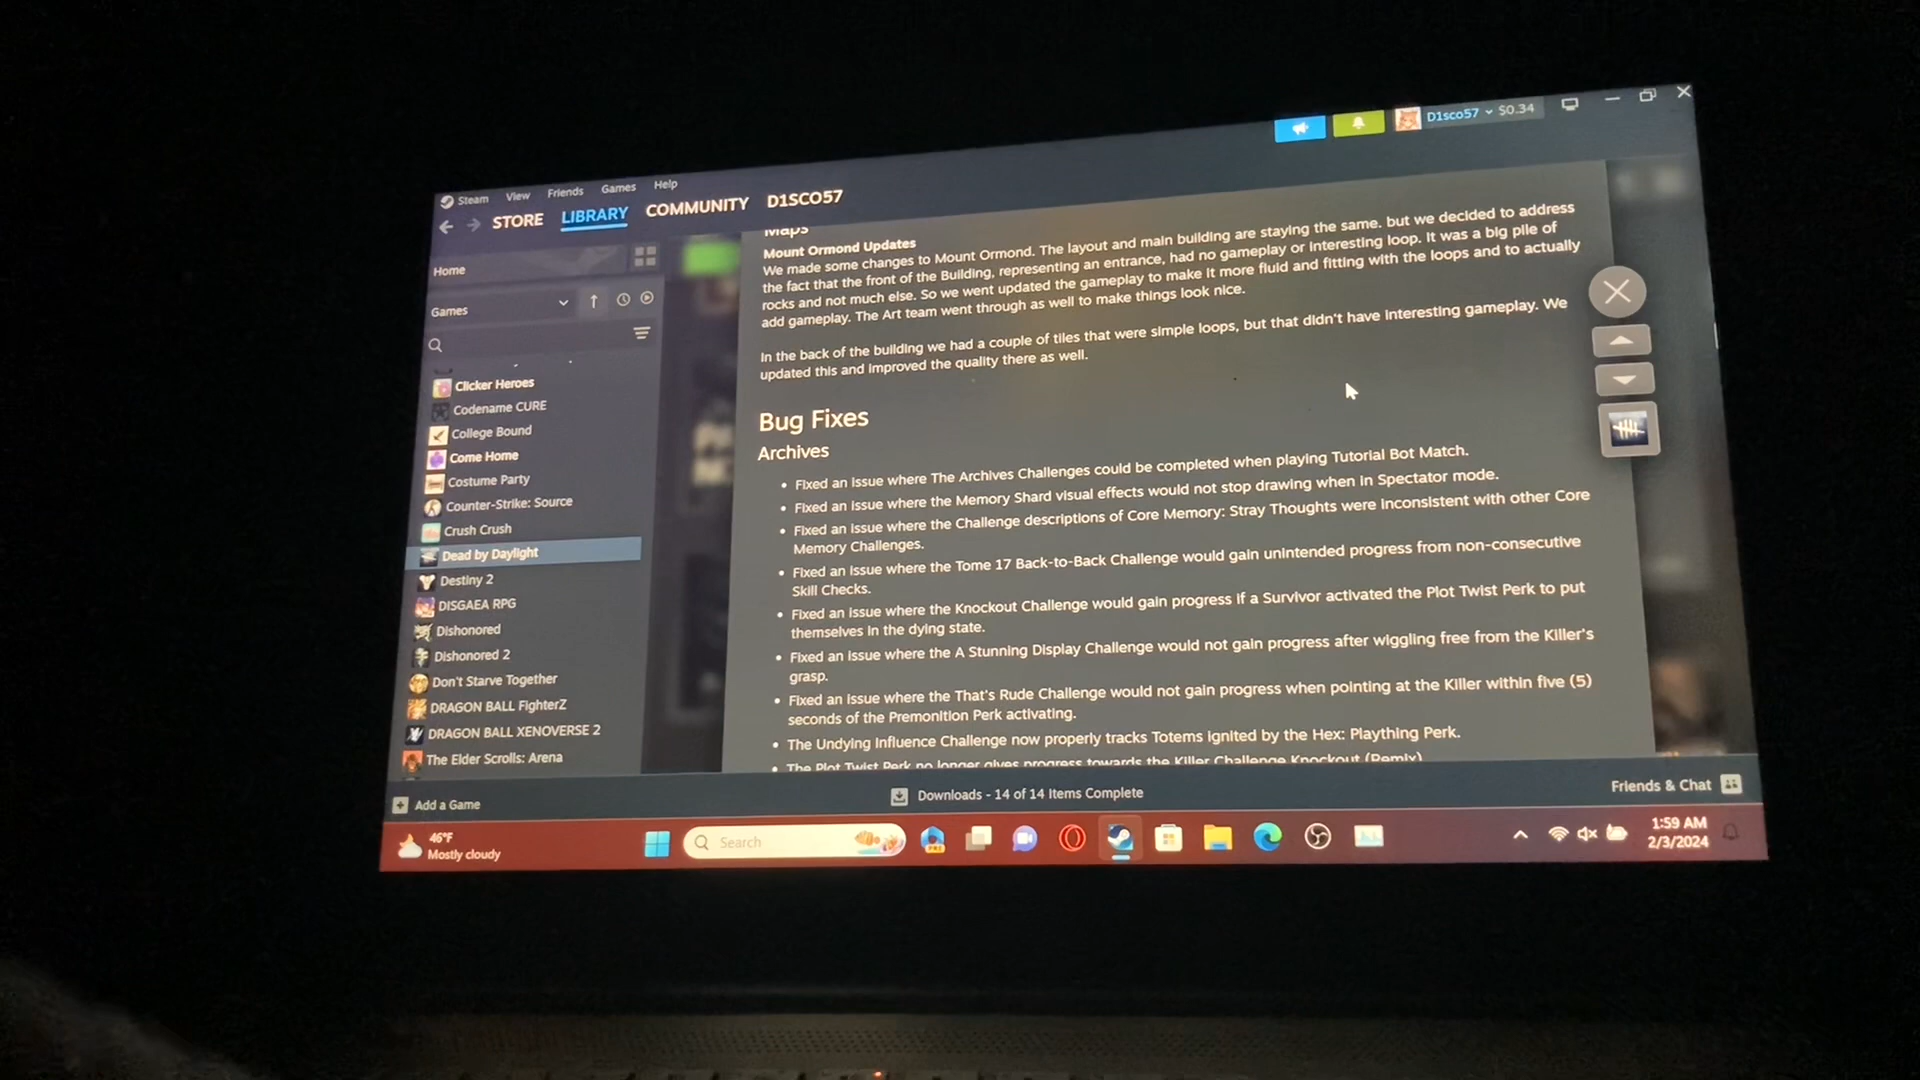 D1sco57 $0.34
Steam View Friends Games Help
STORE LIBRARY COMMUNITY D1SCO57
Home
Games
Clicker Heroes
Codename CURE
College Bound
Come Home
Costume Party
Counter-Strike: Source
Crush Crush
Dead by Daylight
Destiny 2
DISGAEA RPG
Dishonored
Dishonored 2
Don't Starve Together
DRAGON BALL FighterZ
DRAGON BALL XENOVERSE 2
The Elder Scrolls: Arena
Add a Game
Maps
Mount Ormond Updates
We made some changes to Mount Ormond. The layout and main building are staying the same. but we decided to address
the fact that the front of the Building, representing an entrance, had no gameplay or interesting loop. It was a big pile of
rocks and not much else. So we went updated the gameplay to make it more fluid and fitting with the loops and to actually
add gameplay. The Art team went through as well to make things look nice.
In the back of the building we had a couple of tiles that were simple loops, but that didn't have interesting gameplay. We
updated this and improved the quality there as well.
Bug Fixes
Archives
• Fixed an issue where The Archives Challenges could be completed when playing Tutorial Bot Match.
• Fixed an issue where the Memory Shard visual effects would not stop drawing when in Spectator mode.
• Fixed an issue where the Challenge descriptions of Core Memory: Stray Thoughts were inconsistent with other Core
Memory Challenges.
• Fixed an issue where the Tome 17 Back-to-Back Challenge would gain unintended progress from non-consecutive
Skill Checks.
• Fixed an issue where the Knockout Challenge would gain progress if a Survivor activated the Plot Twist Perk to put
themselves in the dying state.
• Fixed an issue where the A Stunning Display Challenge would not gain progress after wiggling free from the Killer's
grasp.
• Fixed an issue where the That's Rude Challenge would not gain progress when pointing at the Killer within five (5)
seconds of the Premonition Perk activating.
• The Undying Influence Challenge now properly tracks Totems ignited by the Hex: Plaything Perk.
• The Plot Twist Perk no longer gives progress towards the Killer Challenge Knockout (Remix)
Downloads - 14 of 14 Items Complete
Friends & Chat
46°F
Mostly cloudy
Search
1:59 AM
2/3/2024